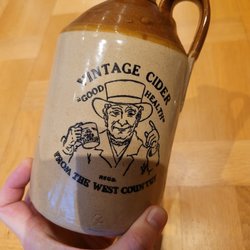 VINTAGE CIDER
"GOOD HEALTH"
REGD.
FROM THE WEST COUNTRY